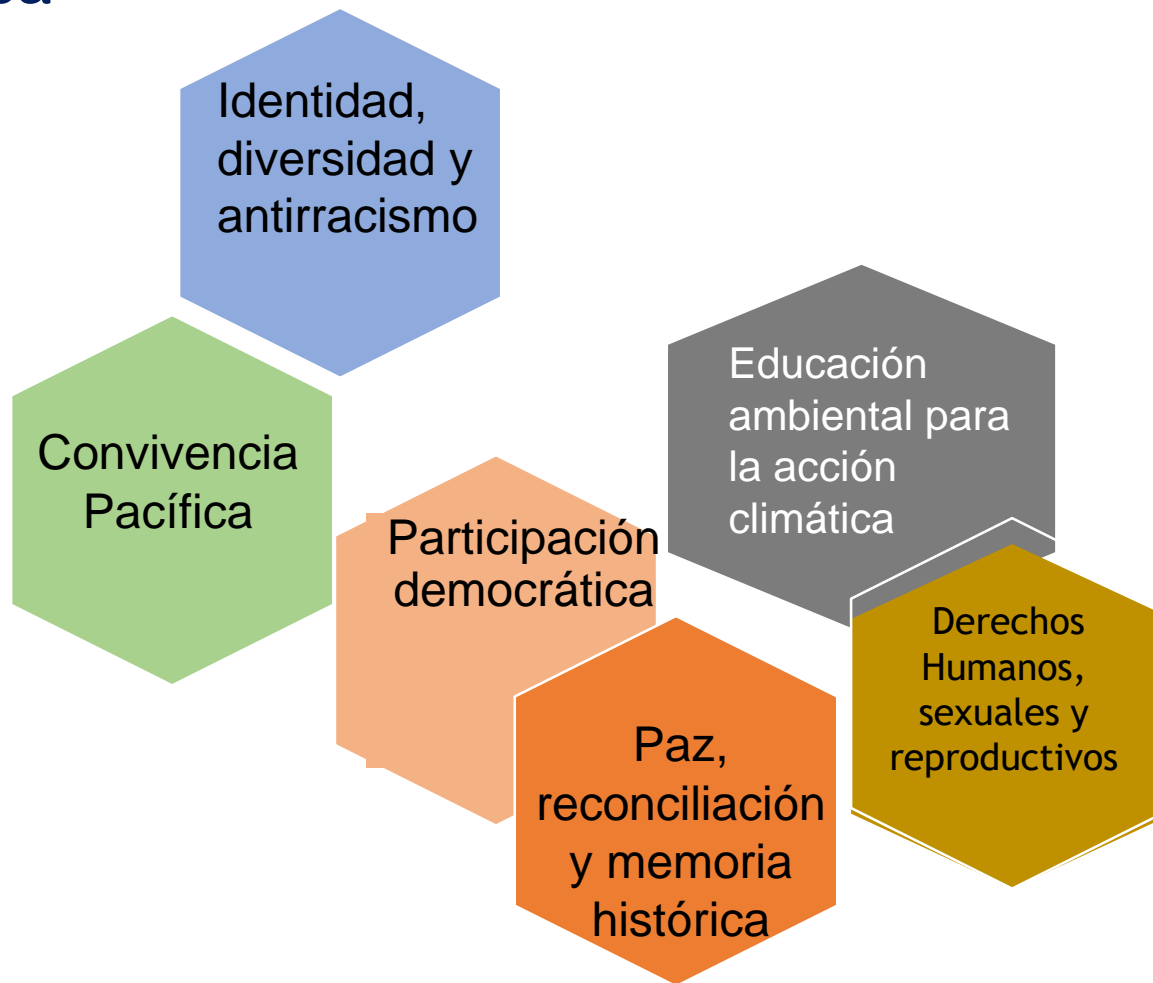 Identidad,
diversidad y
antirracismo
Convivencia
Pacífica
Participación
democrática
Educación
ambiental para
la acción
climática
Paz,
reconciliación
y memoria
histórica
Derechos
Humanos,
sexuales y
reproductivos